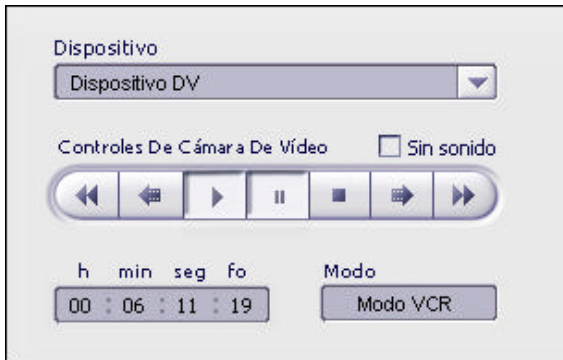 Dispositivo
Dispositivo DV
Controles De Cámara De Vídeo Sin sonido
h min seg fo Modo
00 : 06 : 11 : 19 Modo VCR